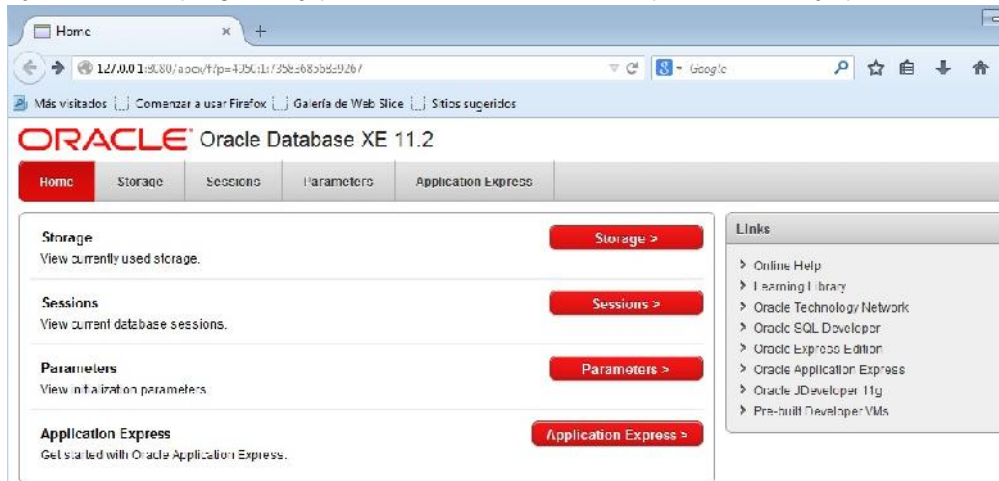 Home
127.0.0.1:8080/apex/f?p=4950:1:735836856839267
Google
Más visitados Comenzar a usar Firefox Galería de Web Slice Sitios sugeridos
ORACLE Oracle Database XE 11.2
Home Storage Sessions Parameters Application Express
Storage
View currently used storage.
Storage >
Sessions
View current database sessions.
Sessions >
Parameters
View initialization parameters.
Parameters >
Application Express
Get started with Oracle Application Express.
Application Express >
Links
Online Help
Learning Library
Oracle Technology Network
Oracle SQL Developer
Oracle Express Edition
Oracle Application Express
Oracle JDeveloper 11g
Pre-built Developer VMs